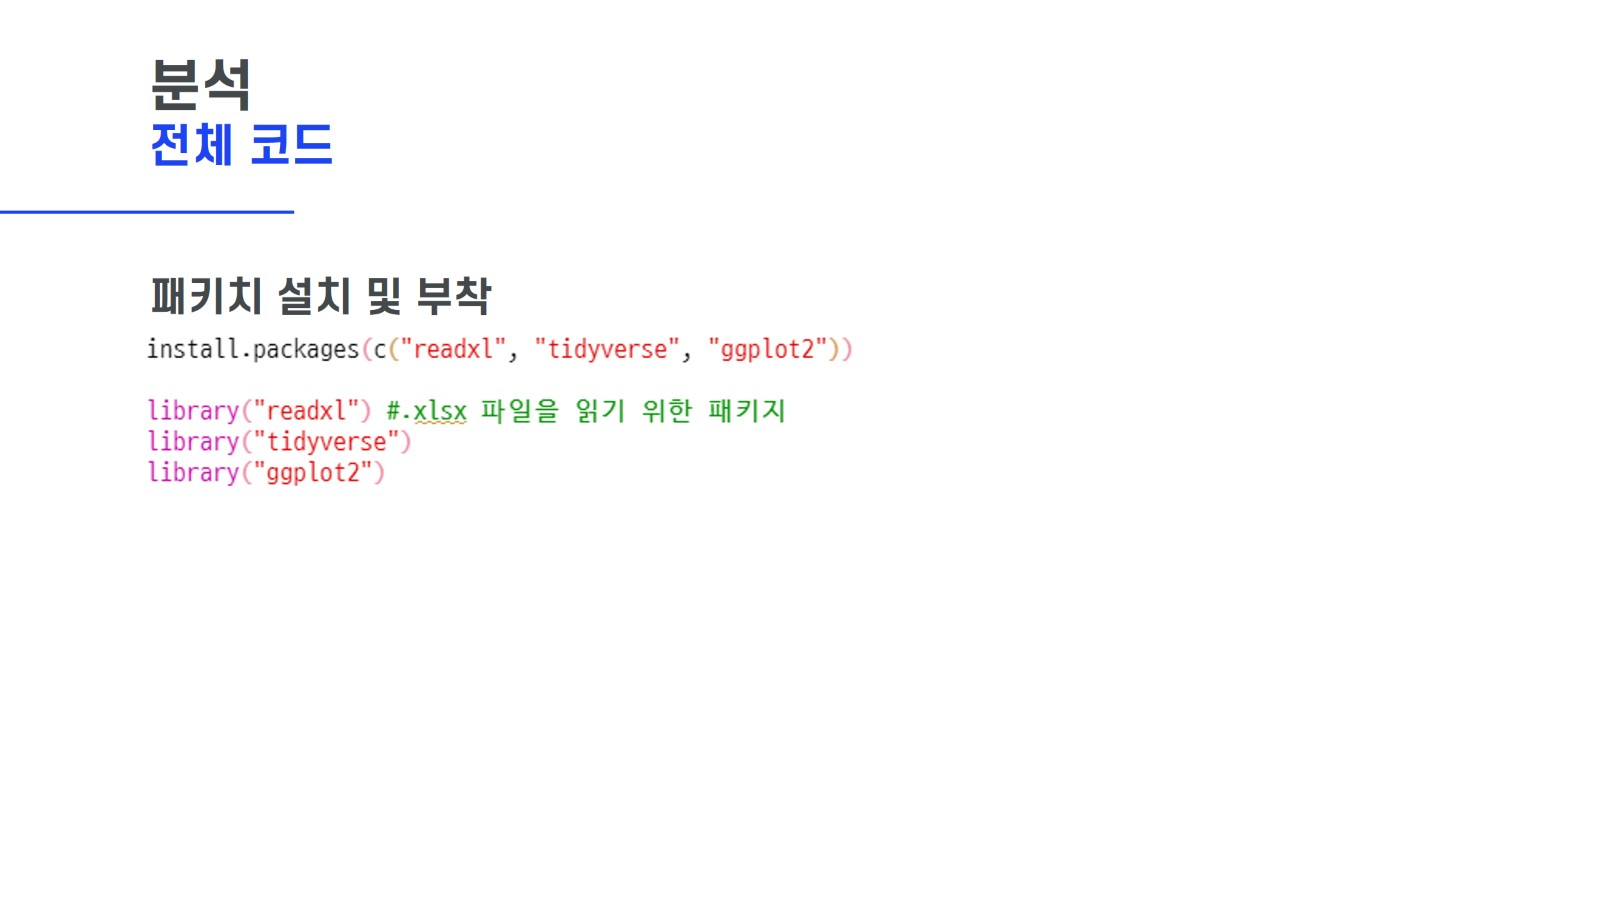 분석
전체 코드
패키치 설치 및 부착
install.packages(c("readxl", "tidyverse", "ggplot2"))
library("readxl") #.xlsx 파일을 읽기 위한 패키지
library("tidyverse")
library("ggplot2")